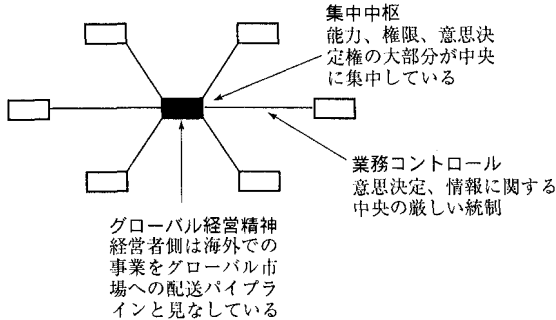 集中中枢
能力、権限、意思決
定権の大部分が中央
に集中している
業務コントロール
意思決定、情報に関する
中央の厳しい統制
グローバル経営精神
経営者側は海外での
事業をグローバル市
場への配送パイプラ
インと見なしている